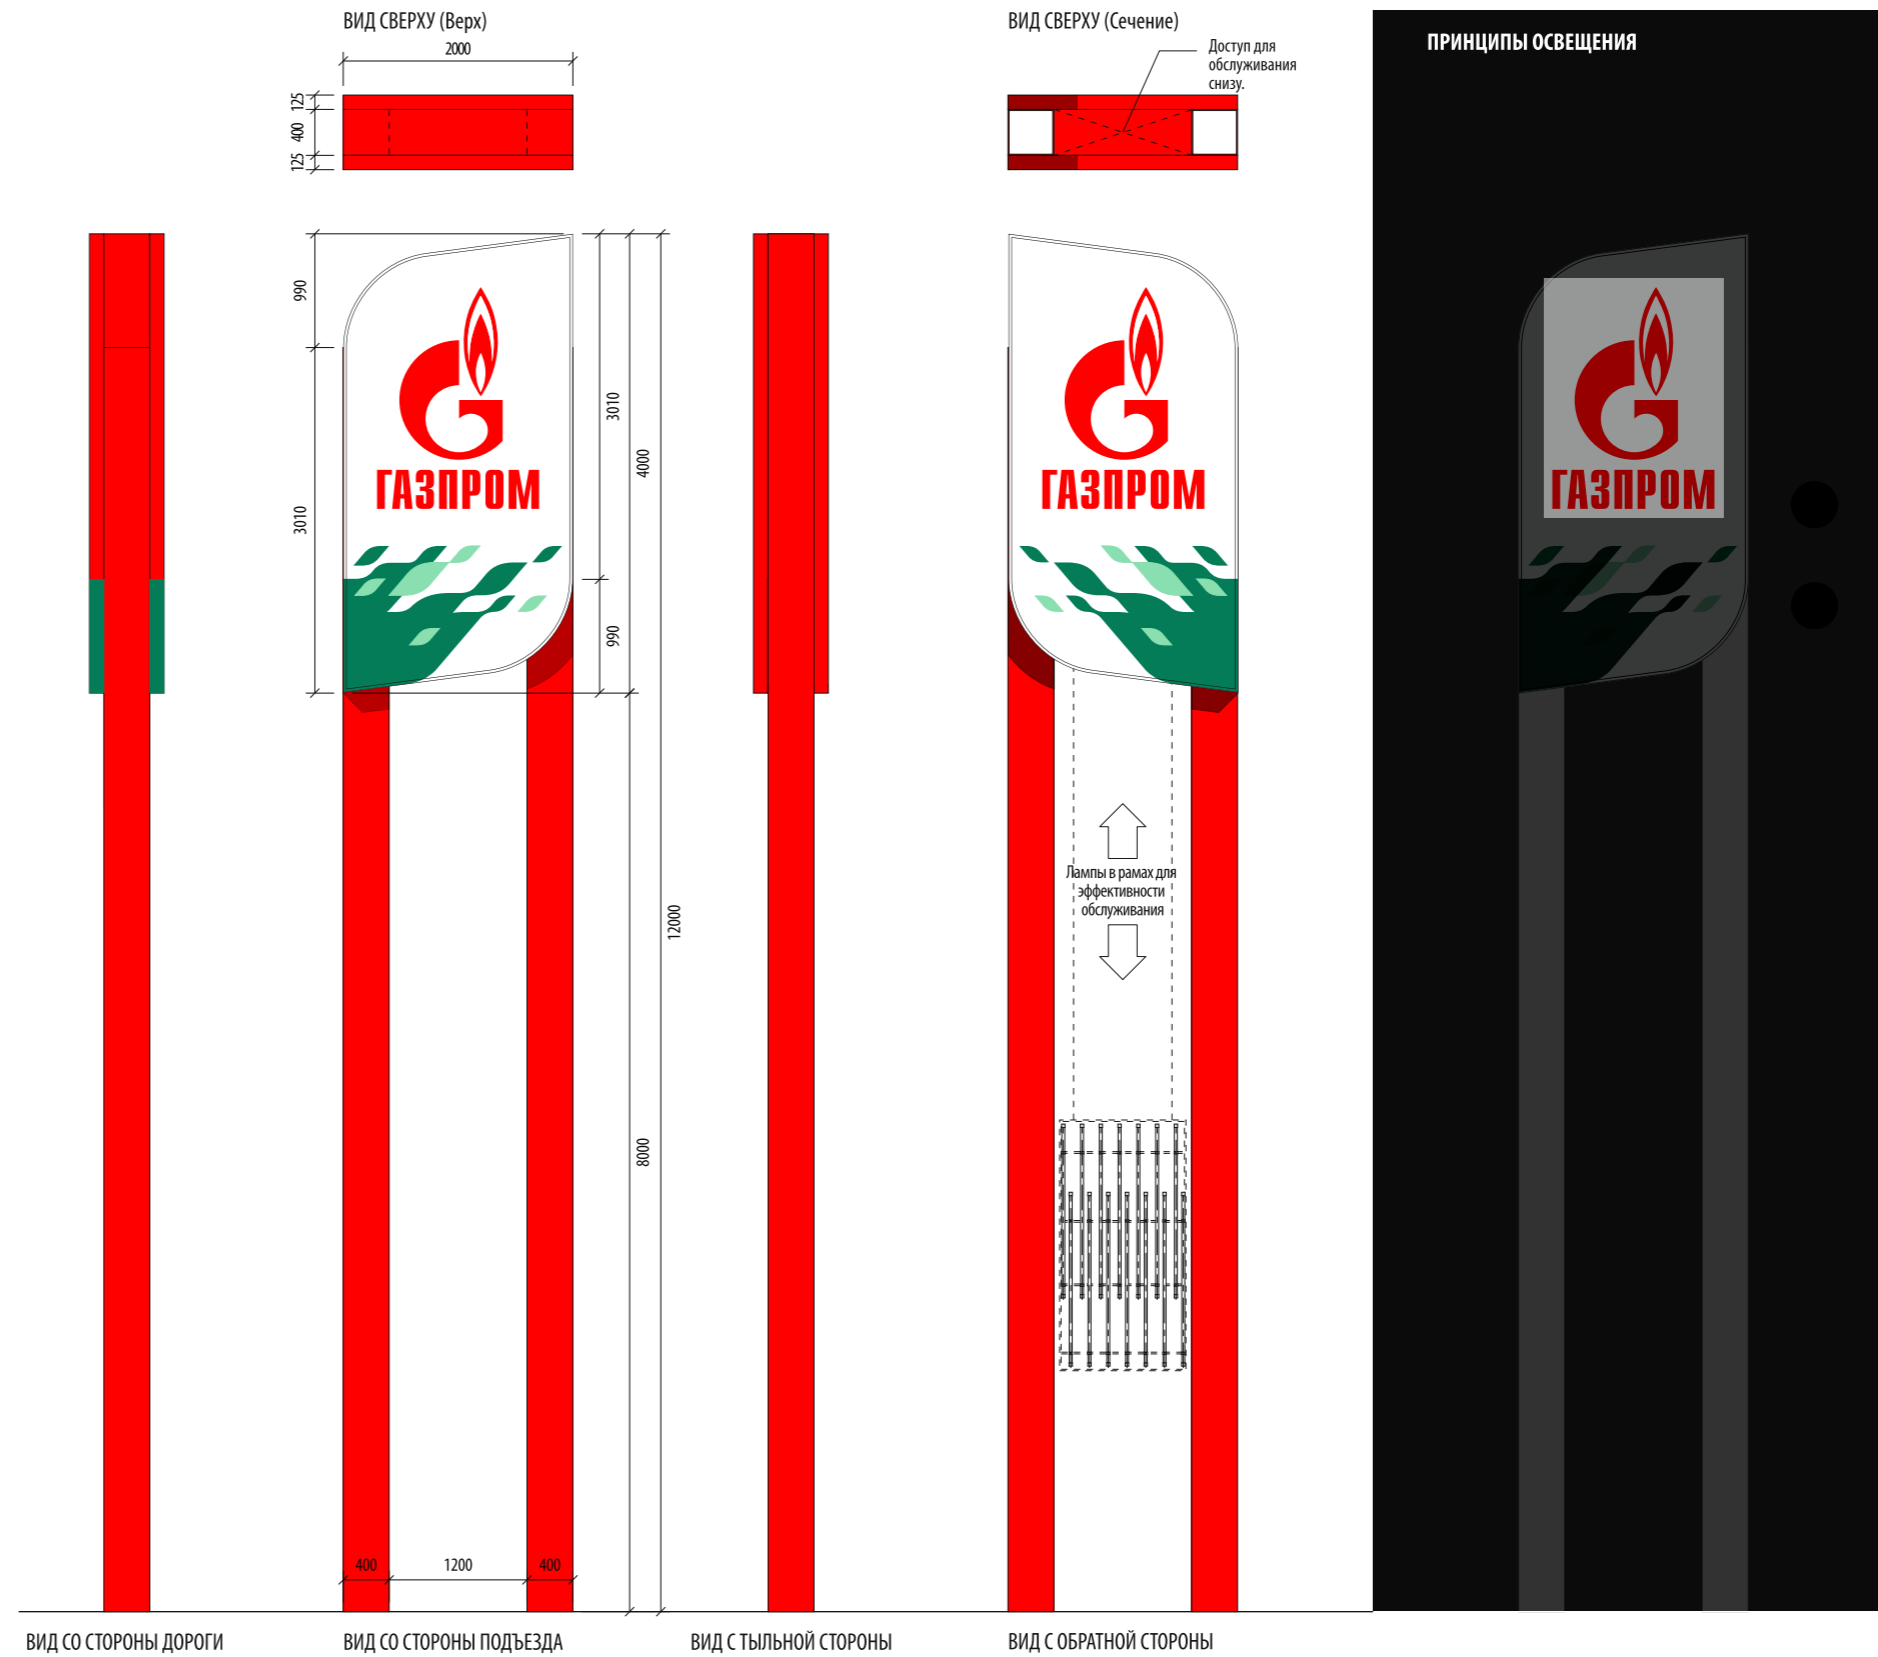 ВИД СВЕРХУ (Верх)
2000
125
400
125
ВИД СВЕРХУ (Сечение)
Доступ для
обслуживания
снизу.
ПРИНЦИПЫ ОСВЕЩЕНИЯ
990
3010
3010
4000
990
12000
8000
ГАЗПРОМ
ГАЗПРОМ
ГАЗПРОМ
Лампы в рамах для
эффективности
обслуживания
400
1200
400
ВИД СО СТОРОНЫ ДОРОГИ
ВИД СО СТОРОНЫ ПОДЪЕЗДА
ВИД С ТЫЛЬНОЙ СТОРОНЫ
ВИД С ОБРАТНОЙ СТОРОНЫ